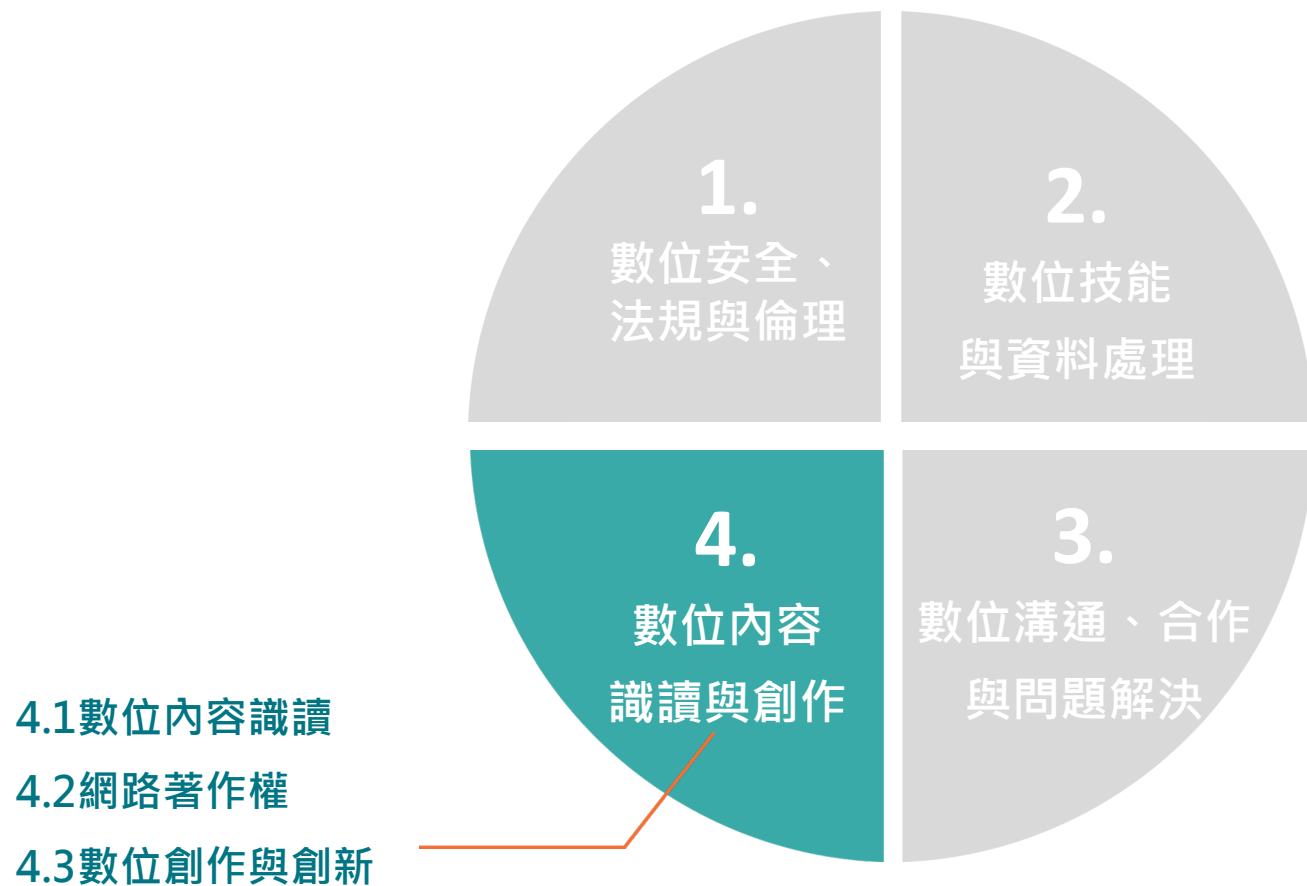 1.
數位安全、
法規與倫理
2.
數位技能
與資料處理
4.
數位內容
識讀與創作
3.
數位溝通、合作
與問題解決
4.1數位內容識讀
4.2網路著作權
4.3數位創作與創新